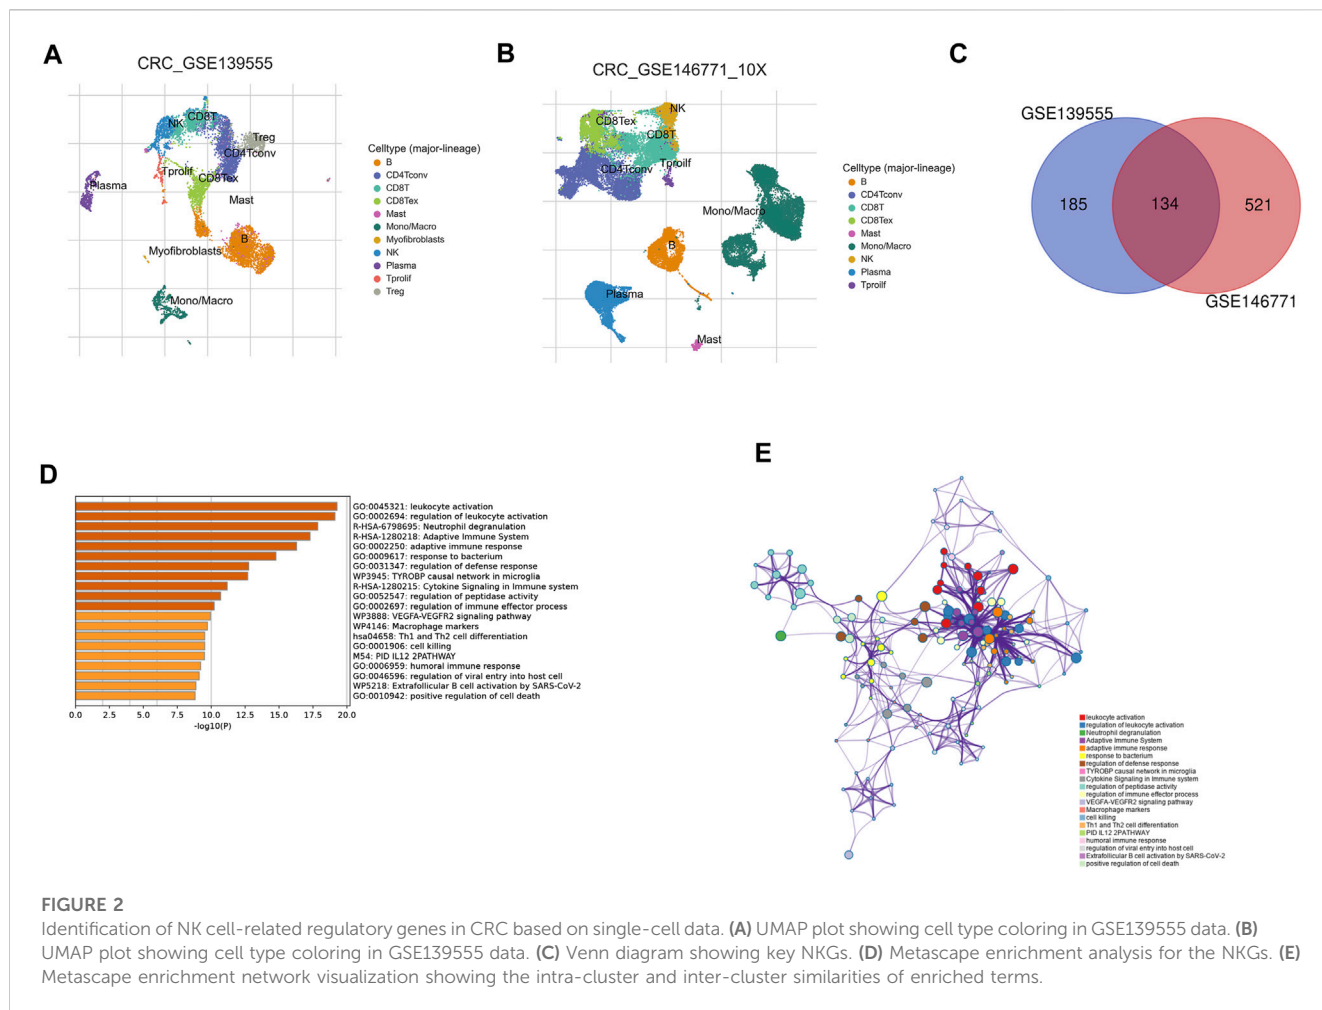 A
CRC_GSE139555
CD8T
NK
Treg
CD4Tconv
Tprolif
CD8Tex
Plasma
Mast
B
Myofibroblasts
Mono/Macro
Celltype (major-lineage)
B
CD4Tconv
CD8T
CD8Tex
Mast
Mono/Macro
Myofibroblasts
NK
Plasma
Tprolif
Treg
B
CRC_GSE146771_10X
NK
CD8Tex
CD8T
Tproilf
CD4Tconv
Mono/Macro
B
Plasma
Mast
Celltype (major-lineage)
B
CD4Tconv
CD8T
CD8Tex
Mast
Mono/Macro
NK
Plasma
Tproilf
C
GSE139555
185
134
521
GSE146771
D
GO:0045321: leukocyte activation
GO:0002694: regulation of leukocyte activation
R-HSA-6798695: Neutrophil degranulation
R-HSA-1280218: Adaptive Immune System
GO:0002250: adaptive immune response
GO:0009617: response to bacterium
GO:0031347: regulation of defense response
WP3945: TYROBP causal network in microglia
R-HSA-1280215: Cytokine Signaling in Immune system
GO:0052547: regulation of peptidase activity
GO:0002697: regulation of immune effector process
WP3888: VEGFA-VEGFR2 signaling pathway
WP4146: Macrophage markers
hsa04658: Th1 and Th2 cell differentiation
GO:0001906: cell killing
M54: PID IL12 2PATHWAY
GO:0006959: humoral immune response
GO:0046596: regulation of viral entry into host cell
WP5218: Extrafollicular B cell activation by SARS-CoV-2
GO:0010942: positive regulation of cell death
0.0 2.5 5.0 7.5 10.0 12.5 15.0 17.5 20.0
-log10(P)
E
leukocyte activation
regulation of leukocyte activation
Neutrophil degranulation
Adaptive Immune System
adaptive immune response
response to bacterium
regulation of defense response
TYROBP causal network in microglia
Cytokine Signaling in Immune system
regulation of peptidase activity
regulation of immune effector process
VEGFA-VEGFR2 signaling pathway
Macrophage markers
cell killing
Th1 and Th2 cell differentiation
PID IL12 2PATHWAY
humoral immune response
regulation of viral entry into host cell
Extrafollicular B cell activation by SARS-CoV-2
positive regulation of cell death
FIGURE 2
Identification of NK cell-related regulatory genes in CRC based on single-cell data. (A) UMAP plot showing cell type coloring in GSE139555 data. (B)
UMAP plot showing cell type coloring in GSE139555 data. (C) Venn diagram showing key NKGs. (D) Metascape enrichment analysis for the NKGs. (E)
Metascape enrichment network visualization showing the intra-cluster and inter-cluster similarities of enriched terms.